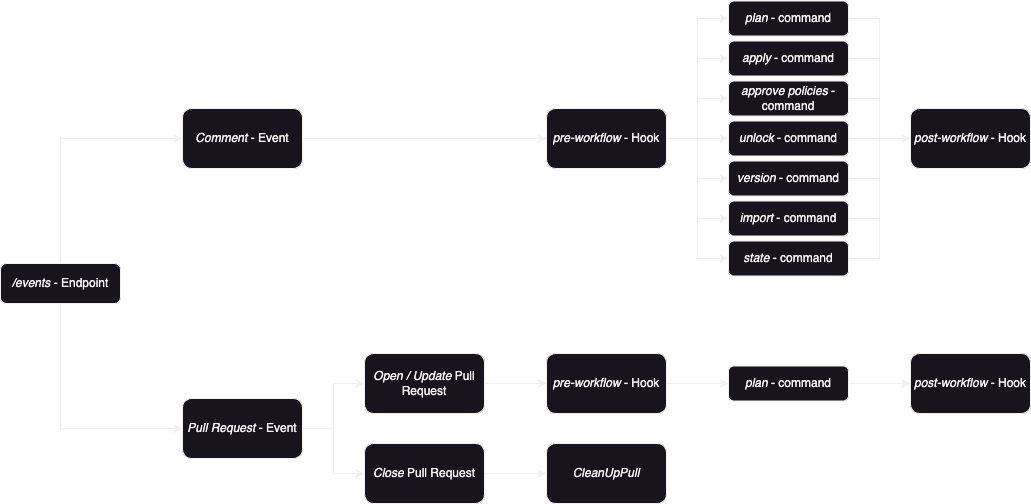 plan - command
apply - command
approve policies -
command
Comment - Event
pre-workflow - Hook
unlock - command
post-workflow - Hook
version - command
import - command
state - command
/events - Endpoint
Open / Update Pull
Request
pre-workflow - Hook
plan - command
post-workflow - Hook
Pull Request - Event
Close Pull Request
CleanUpPull